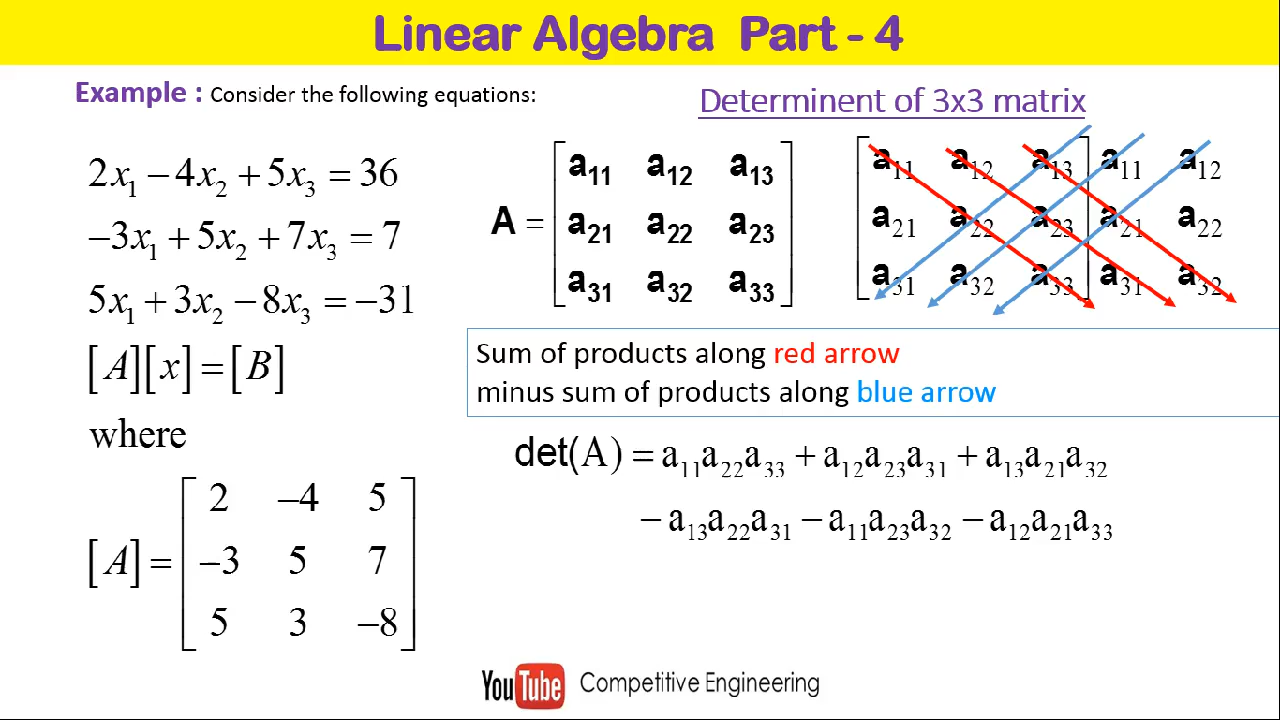 Linear Algebra Part - 4
Example : Consider the following equations:
2x₁ − 4x₂ + 5x₃ = 36
−3x₁ + 5x₂ + 7x₃ = 7
5x₁ + 3x₂ − 8x₃ = −31
[A][x] = [B]
where
[A] = [ 2 −4 5
−3 5 7
5 3 −8 ]
Determinent of 3x3 matrix
A = [ a₁₁ a₁₂ a₁₃
a₂₁ a₂₂ a₂₃
a₃₁ a₃₂ a₃₃ ]
[ a₁₁ a₁₂ a₁₃ ] a₁₁ a₁₂
a₂₁ a₂₂ a₂₃ a₂₁ a₂₂
a₃₁ a₃₂ a₃₃ a₃₁ a₃₂
Sum of products along red arrow
minus sum of products along blue arrow
det(A) = a₁₁a₂₂a₃₃ + a₁₂a₂₃a₃₁ + a₁₃a₂₁a₃₂
− a₁₃a₂₂a₃₁ − a₁₁a₂₃a₃₂ − a₁₂a₂₁a₃₃
YouTube Competitive Engineering